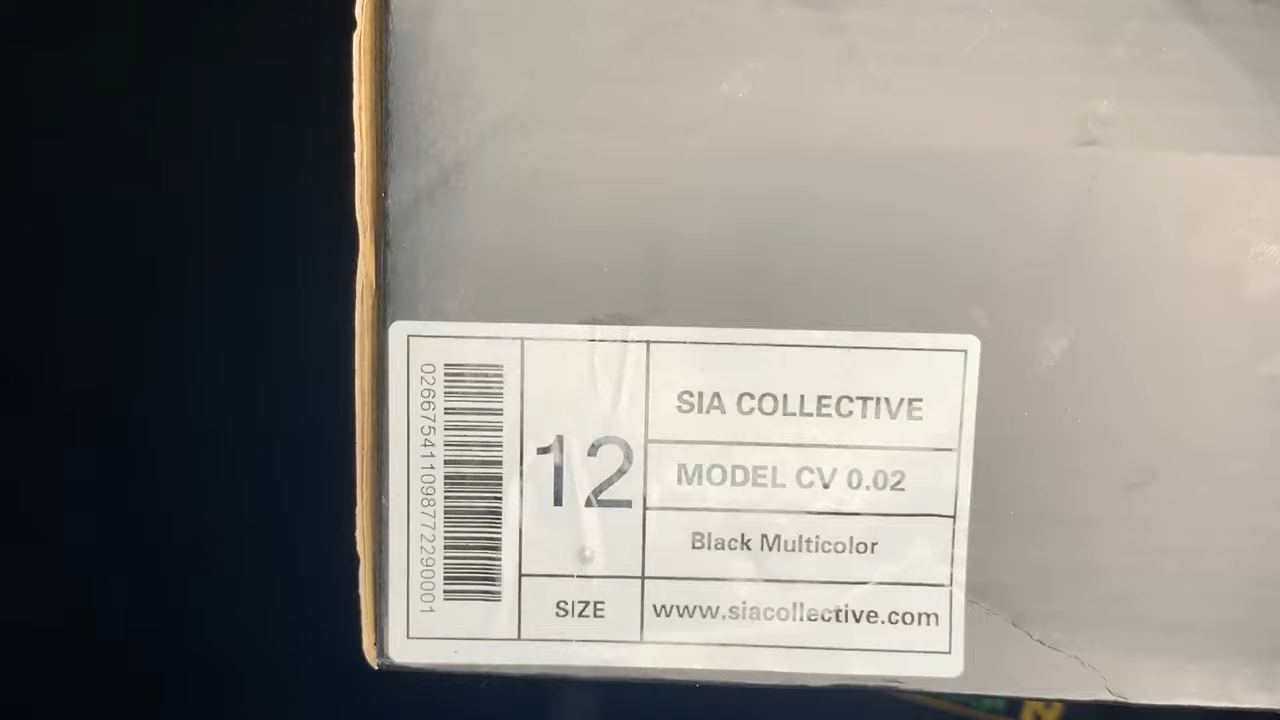 026675411098772290001
12
SIZE
SIA COLLECTIVE
MODEL CV 0.02
Black Multicolor
www.siacollective.com